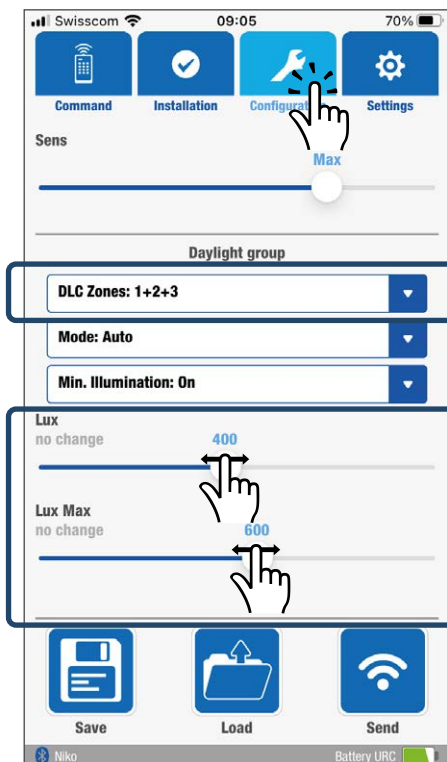 Swisscom 09:05 70%
Command Installation Configuration Settings
Sens
Max
Daylight group
DLC Zones: 1+2+3
Mode: Auto
Min. Illumination: On
Lux
no change 400
Lux Max
no change 600
Save Load Send
Niko Battery URC